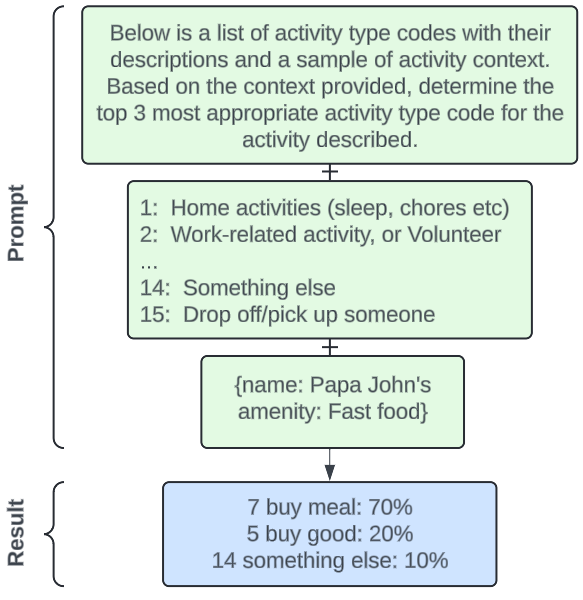 Below is a list of activity type codes with their
descriptions and a sample of activity context.
Based on the context provided, determine the
top 3 most appropriate activity type code for the
activity described.
Prompt
1: Home activities (sleep, chores etc)
2: Work-related activity, or Volunteer
...
14: Something else
15: Drop off/pick up someone
{name: Papa John's
amenity: Fast food}
Result
7 buy meal: 70%
5 buy good: 20%
14 something else: 10%